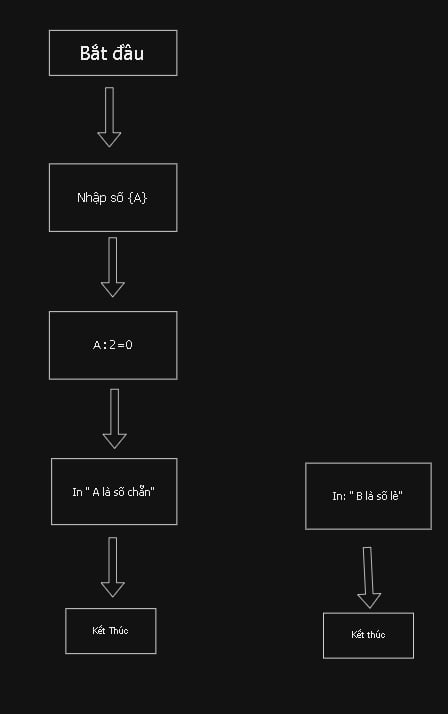 Bắt đầu
Nhập số {A}
A:2=0
In " A là số chẵn"
In: " B là số lẻ"
Kết Thúc
Kết thúc